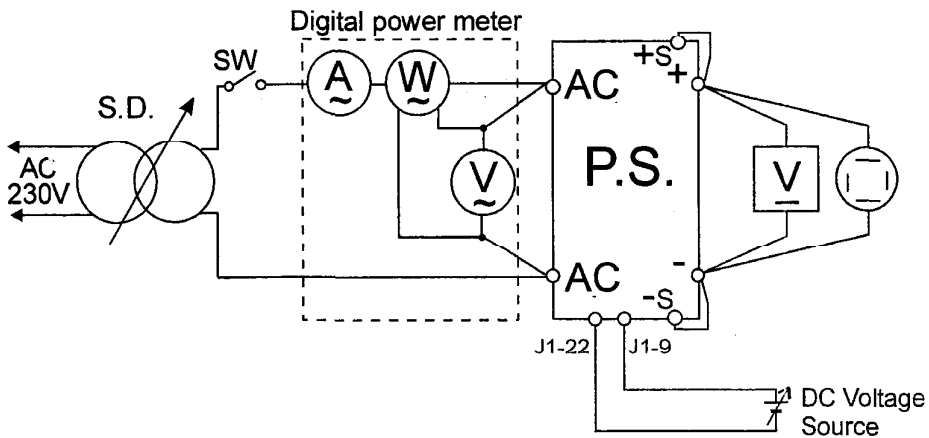 Digital power meter
SW
S.D.
A
W
AC
230V
V
AC
P.S.
AC
+S
+
-
-S
V
J1-22
J1-9
DC Voltage
Source